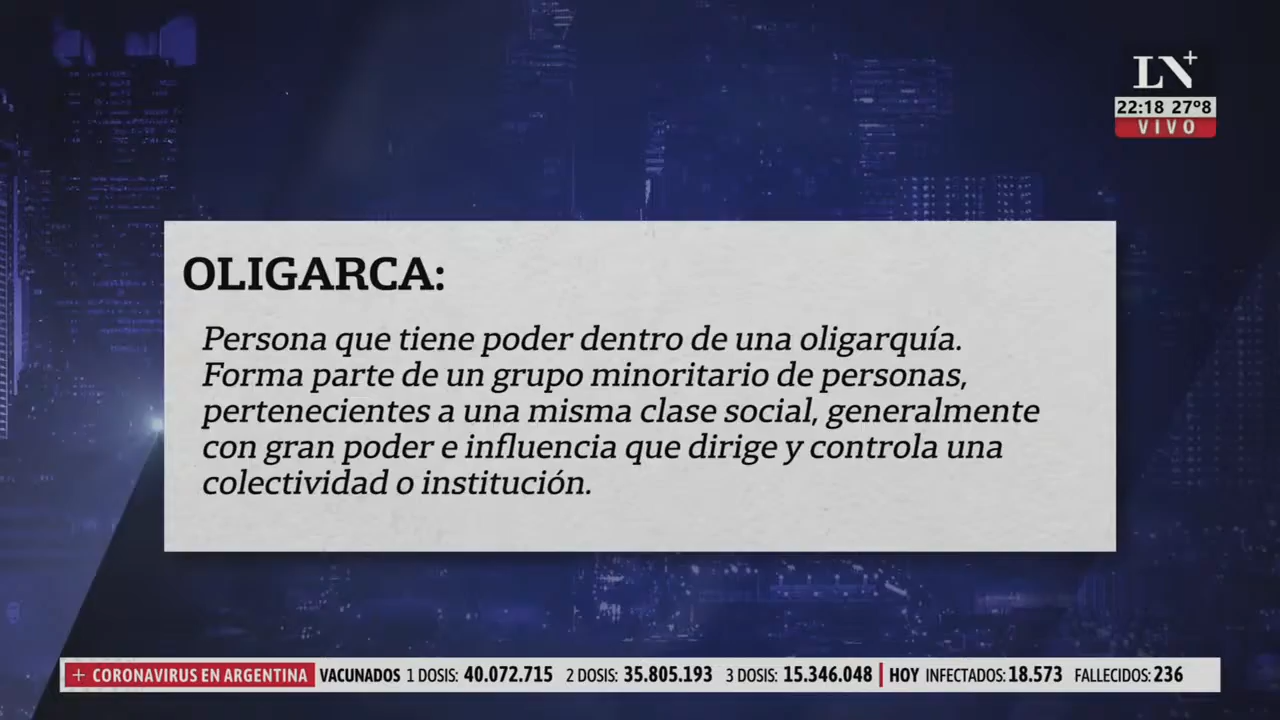 LN+
22:18 27º8
VIVO
OLIGARCA:
Persona que tiene poder dentro de una oligarquía.
Forma parte de un grupo minoritario de personas,
pertenecientes a una misma clase social, generalmente
con gran poder e influencia que dirige y controla una
colectividad o institución.
+ CORONAVIRUS EN ARGENTINA VACUNADOS 1 DOSIS: 40.072.715 2 DOSIS: 35.805.193 3 DOSIS: 15.346.048 HOY INFECTADOS: 18.573 FALLECIDOS: 236